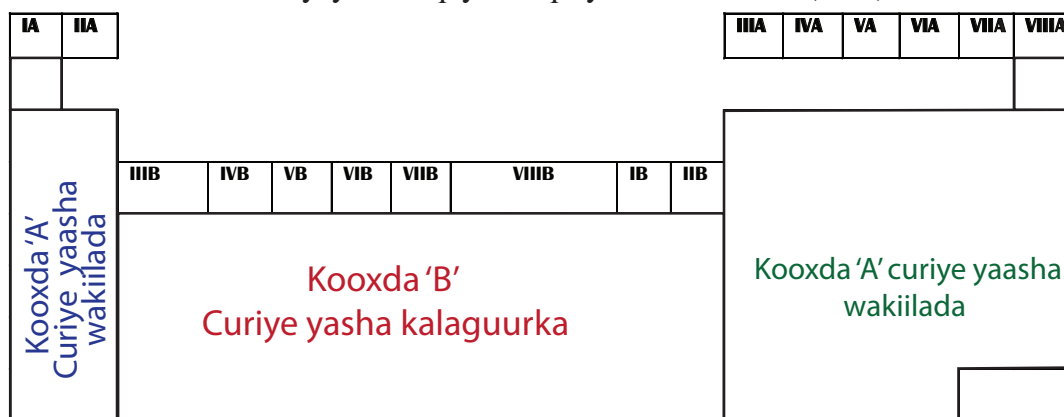 IA IIA IIIA IVA VA VIA VIIA VIIIA
IIIB IVB VB VIB VIIB VIIIB IB IIB
Kooxda 'A'
Curiye yaasha
wakiilada
Kooxda 'B'
Curiye yasha kalaguurka
Kooxda 'A' curiye yaasha
wakiilada